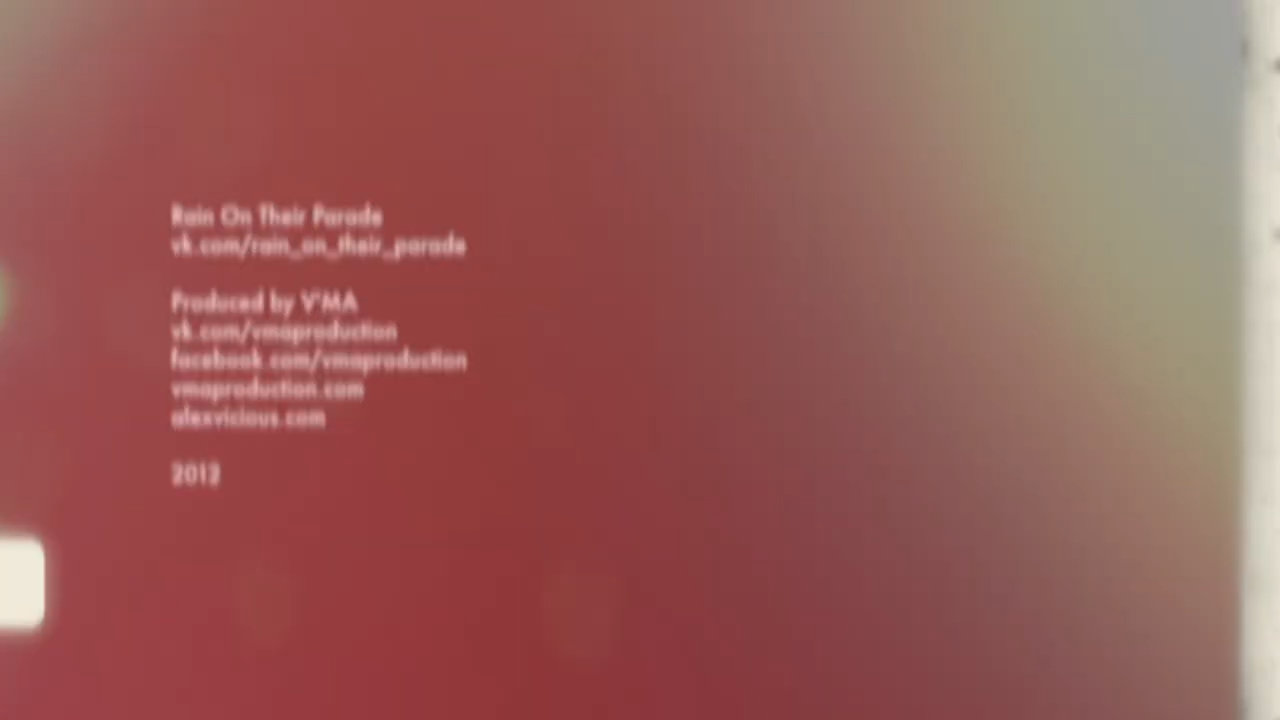 Rain On Their Parade
vk.com/rain_on_their_parade
Produced by V'MA
vk.com/vmaproduction
facebook.com/vmaproduction
vmaproduction.com
alexvicious.com
2012